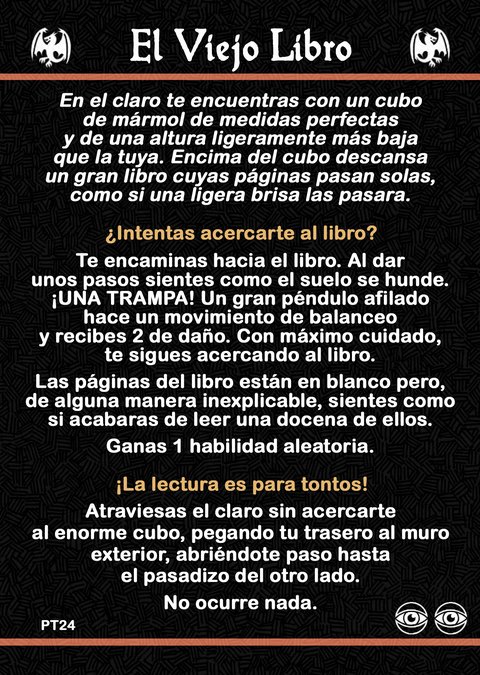 El Viejo Libro
En el claro te encuentras con un cubo
de mármol de medidas perfectas
y de una altura ligeramente más baja
que la tuya. Encima del cubo descansa
un gran libro cuyas páginas pasan solas,
como si una ligera brisa las pasara.
¿Intentas acercarte al libro?
Te encaminas hacia el libro. Al dar
unos pasos sientes como el suelo se hunde.
¡UNA TRAMPA! Un gran péndulo afilado
hace un movimiento de balanceo
y recibes 2 de daño. Con máximo cuidado,
te sigues acercando al libro.
Las páginas del libro están en blanco pero,
de alguna manera inexplicable, sientes como
si acabaras de leer una docena de ellos.
Ganas 1 habilidad aleatoria.
¡La lectura es para tontos!
Atraviesas el claro sin acercarte
al enorme cubo, pegando tu trasero al muro
exterior, abriéndote paso hasta
el pasadizo del otro lado.
No ocurre nada.
PT24